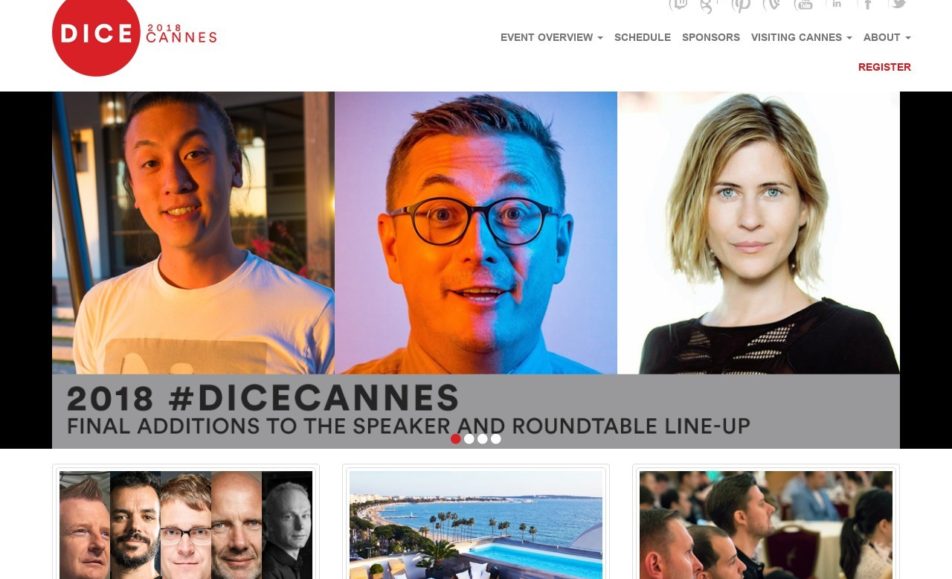 DICE
2018
CANNES
EVENT OVERVIEW SCHEDULE SPONSORS VISITING CANNES ABOUT
REGISTER
2018 #DICECANNES
FINAL ADDITIONS TO THE SPEAKER AND ROUNDTABLE LINE-UP